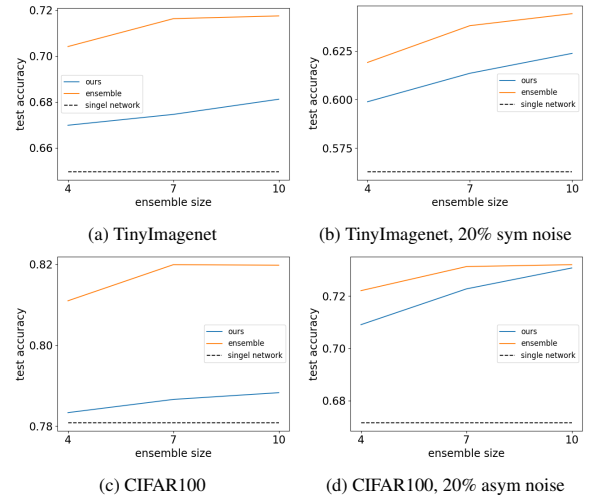 0.72
0.70
0.68
0.66
test accuracy
ours
ensemble
singel network
4 7 10
ensemble size
(a) TinyImagenet
0.625
0.600
0.575
test accuracy
ours
ensemble
single network
4 7 10
ensemble size
(b) TinyImagenet, 20% sym noise
0.82
0.80
0.78
test accuracy
ours
ensemble
singel network
4 7 10
ensemble size
(c) CIFAR100
0.72
0.70
0.68
test accuracy
ours
ensemble
single network
4 7 10
ensemble size
(d) CIFAR100, 20% asym noise